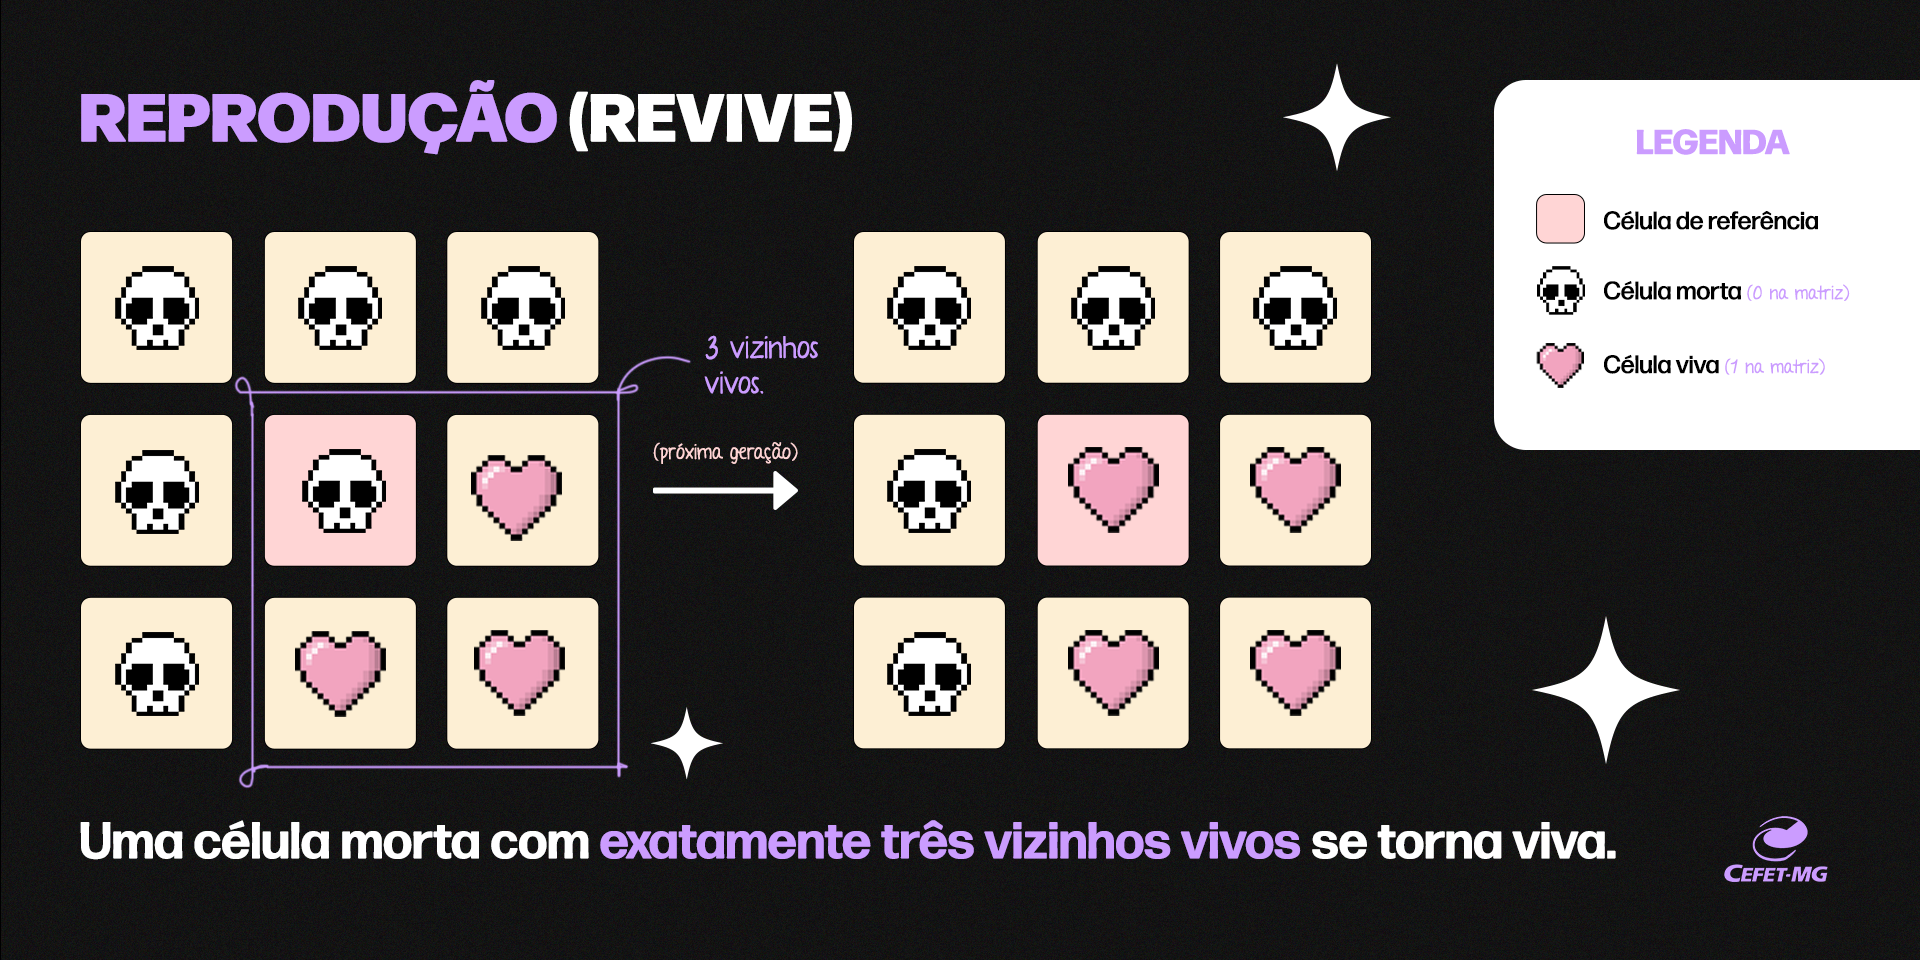 REPRODUÇÃO (REVIVE)
LEGENDA
Célula de referência
Célula morta (0 na matriz)
Célula viva (1 na matriz)
3 vizinhos
vivos.
(próxima geração)
Uma célula morta com exatamente três vizinhos vivos se torna viva.
CEFET-MG